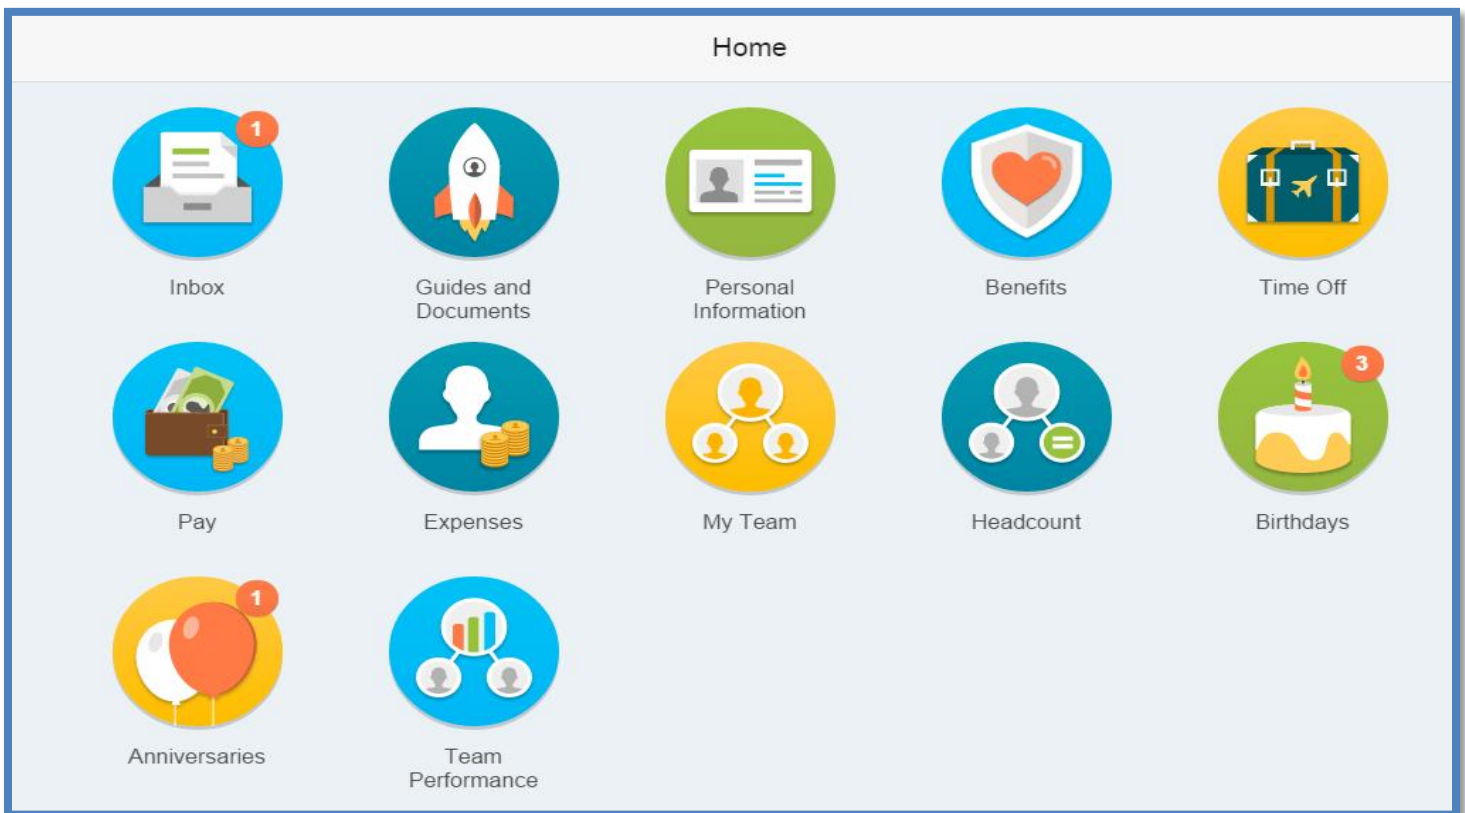 Home
1
Inbox
Guides and
Documents
Personal
Information
Benefits
Time Off
Pay
Expenses
My Team
Headcount
3
Birthdays
1
Anniversaries
Team
Performance